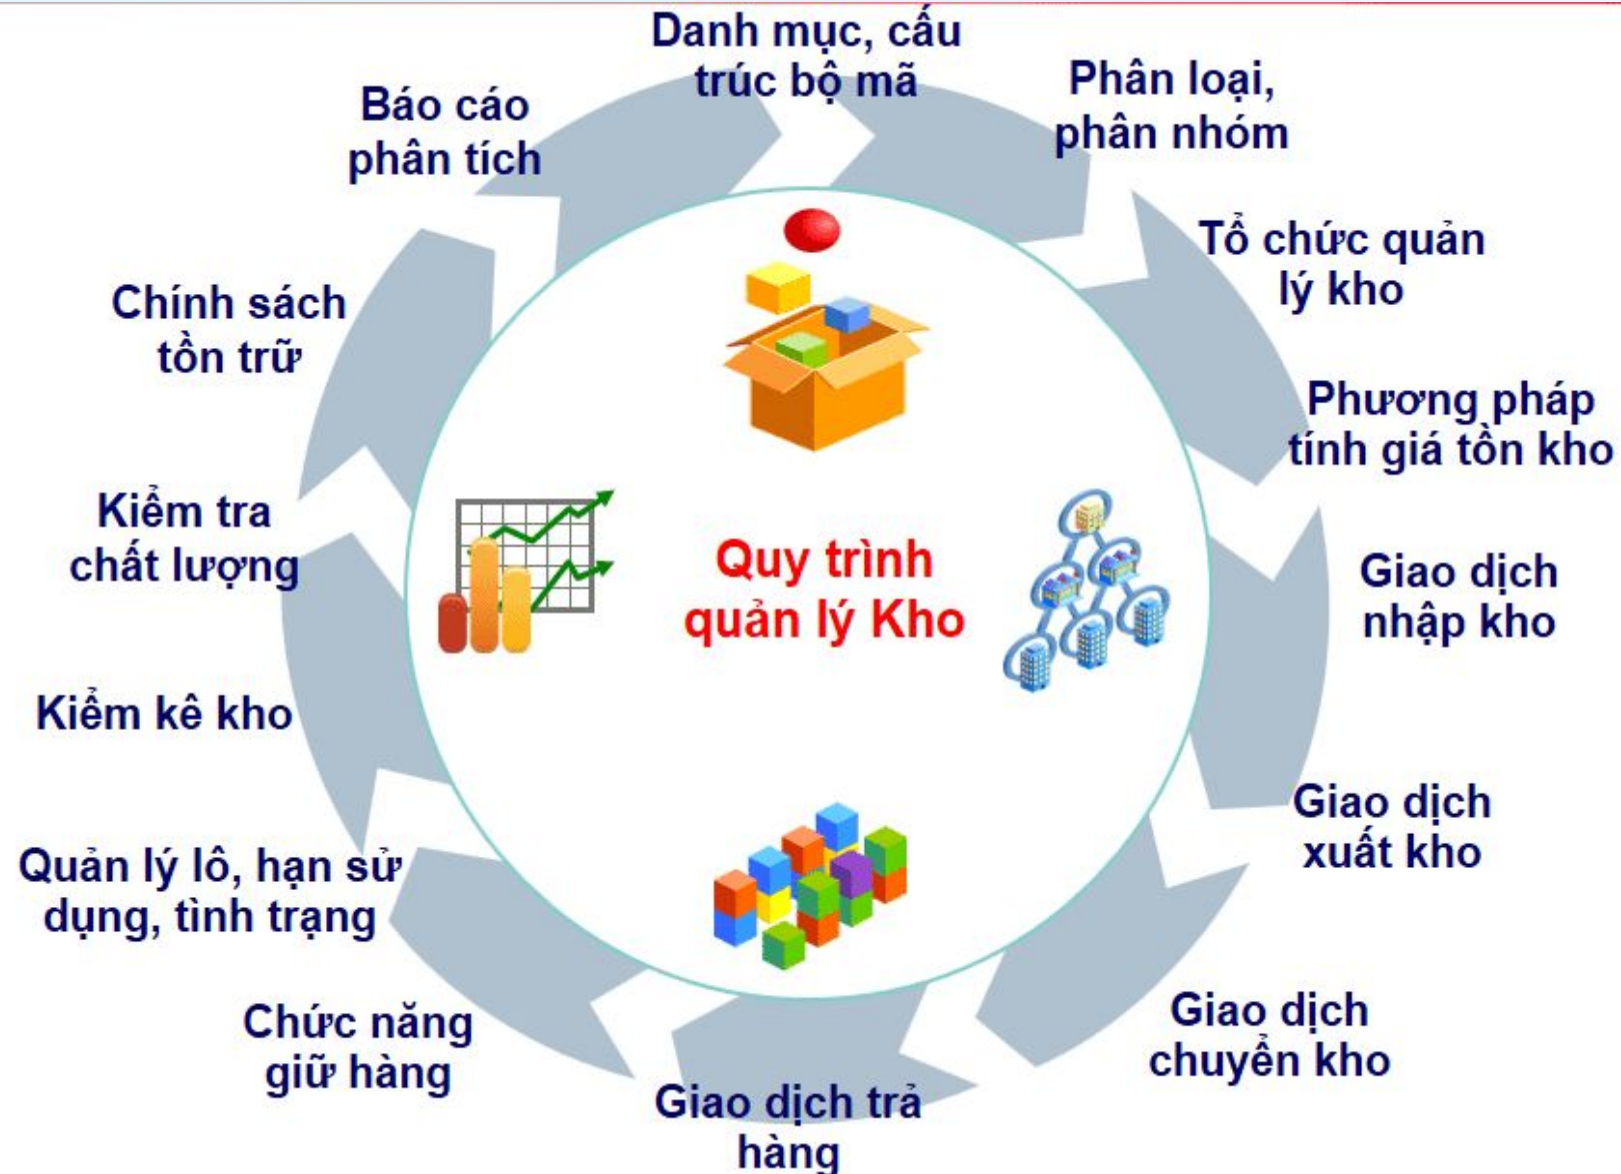 Danh mục, cấu
trúc bộ mã
Phân loại,
phân nhóm
Tổ chức quản
lý kho
Phương pháp
tính giá tồn kho
Giao dịch
nhập kho
Giao dịch
xuất kho
Giao dịch
chuyển kho
Giao dịch trả
hàng
Chức năng
giữ hàng
Quản lý lô, hạn sử
dụng, tình trạng
Kiểm kê kho
Kiểm tra
chất lượng
Chính sách
tồn trữ
Báo cáo
phân tích
Quy trình
quản lý Kho